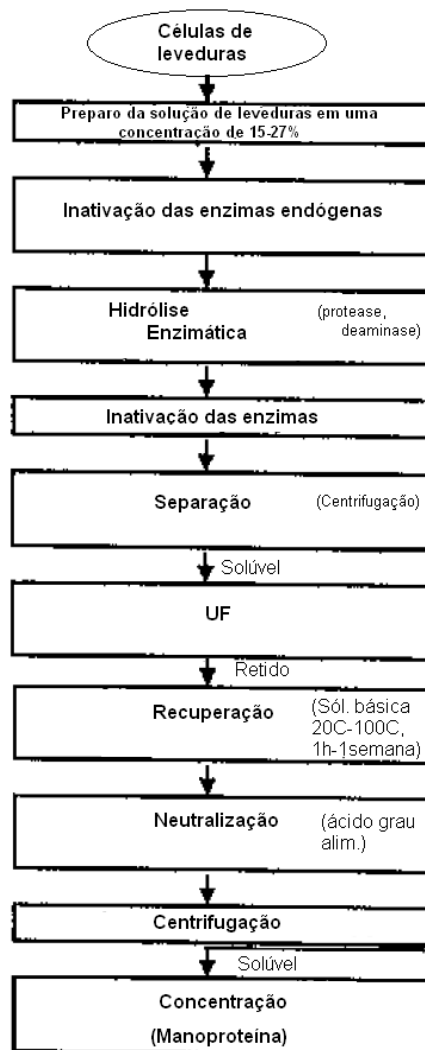 Células de
leveduras
Preparo da solução de leveduras em uma
concentração de 15-27%
Inativação das enzimas endógenas
Hidrólise
Enzimática
(protease,
deaminase)
Inativação das enzimas
Separação
(Centrifugação)
Solúvel
UF
Retido
Recuperação
(Sól. básica
20C-100C,
1h-1semana)
Neutralização
(ácido grau
alim.)
Centrifugação
Solúvel
Concentração
(Manoproteína)